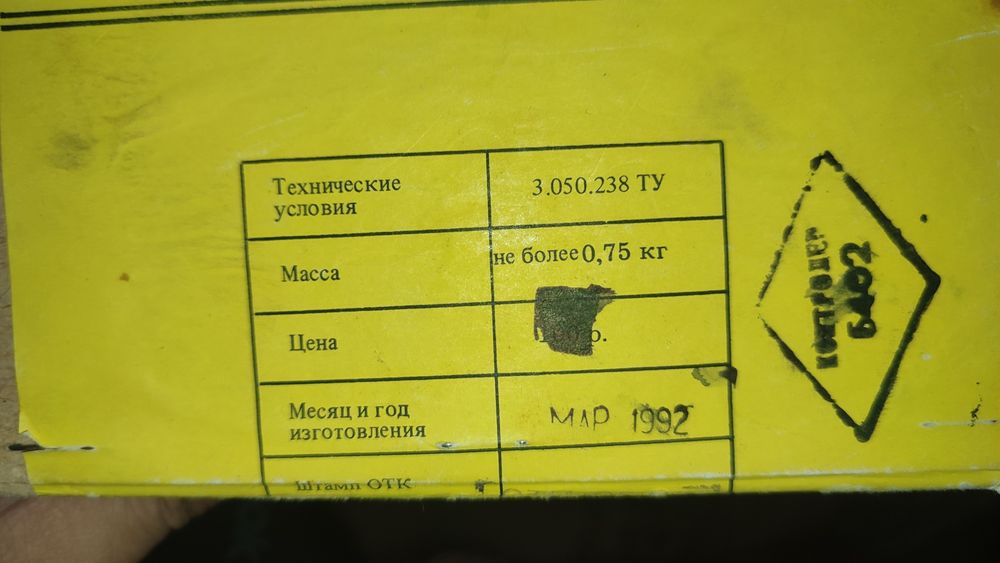 Технические
условия
3.050.238 ТУ
Масса
не более 0,75 кг
Цена
р.
Месяц и год
изготовления
МАР 1992
Штамп ОТК
КОНТРОЛЕР
6402